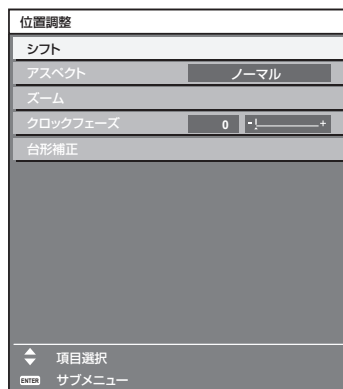 位置調整
シフト
アスペクト ノーマル
ズーム
クロックフェーズ 0 - +
台形補正
項目選択
ENTER サブメニュー